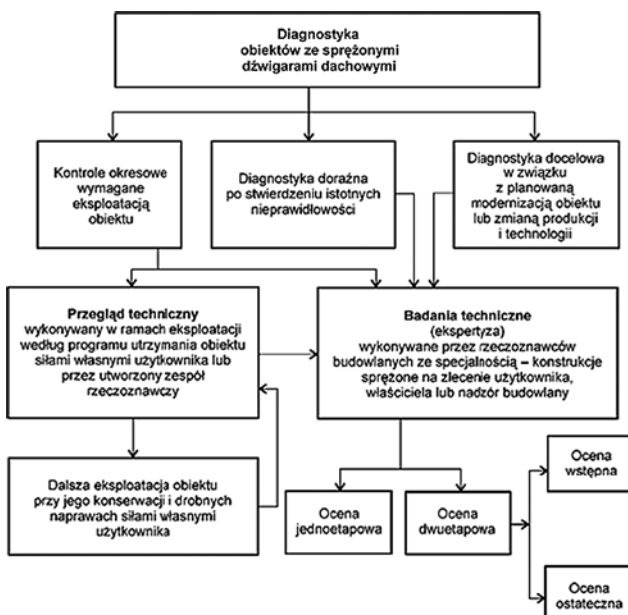 Diagnostyka
obiektów ze sprężonymi
dźwigarami dachowymi
Kontrole okresowe
wymagane
eksploatacją
obiektu
Diagnostyka doraźna
po stwierdzeniu istotnych
nieprawidłowości
Diagnostyka docelowa
w związku
z planowaną
modernizacją obiektu
lub zmianą produkcji
i technologii
Przegląd techniczny
wykonywany w ramach eksploatacji
według programu utrzymania obiektu
siłami własnymi użytkownika lub
przez utworzony zespół
rzeczoznawczy
Badania techniczne
(ekspertyza)
wykonywane przez rzeczoznawców
budowlanych ze specjalnością – konstrukcje
sprężone na zlecenie użytkownika,
właściciela lub nadzór budowlany
Dalsza eksploatacja obiektu
przy jego konserwacji i drobnych
naprawach siłami własnymi
użytkownika
Ocena
jednoetapowa
Ocena
dwuetapowa
Ocena
wstępna
Ocena
ostateczna